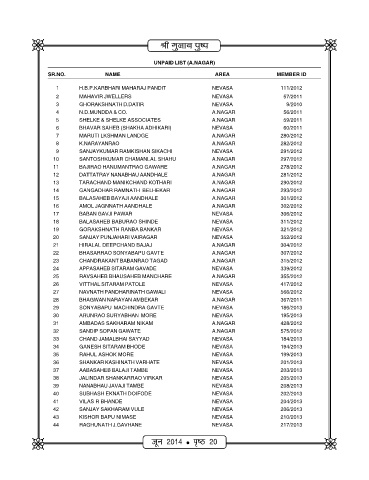 श्री गुलाब पुष्प
UNPAID LIST (A.NAGAR)
SR.NO. NAME AREA MEMBER ID
1 H.B.P.KARBHARI MAHARAJ PANDIT NEVASA 111/2012
2 MAHAVIR JWELLERS NEVASA 67/2011
3 GHORAKSHNATH D.DATIR NEVASA 9/2010
4 N.D.MUNDDA & CO. A.NAGAR 56/2011
5 SHELKE & SHELKE ASSOCIATES A.NAGAR 59/2011
6 BHAVAR SAHEB (SHAKHA ADHIKARI) NEVASA 60/2011
7 MARUTI LKSHMAN LANDGE A.NAGAR 280/2012
8 K.NARAYANRAO A.NAGAR 282/2012
9 SANJAYKUMAR RAMKISHAN SIKACHI NEVASA 291/2012
10 SANTOSHKUMAR CHAMANLAL SHAHU A.NAGAR 297/2012
11 BAJIRAO HANUMANTRAO GAWARE A.NAGAR 278/2012
12 DATTATRAY NANABHAU AANDHALE A.NAGAR 281/2012
13 TARACHAND MANIKCHAND KOTHARI A.NAGAR 290/2012
14 GANGADHAR RAMNATH BELHEKAR A.NAGAR 293/2012
15 BALASAHEB BAYAJI AANDHALE A.NAGAR 301/2012
16 AMOL JAGNNATH AANDHALE A.NAGAR 302/2012
17 BABAN GAVJI PAWAR NEVASA 306/2012
18 BALASAHEB BABURAO SHINDE NEVASA 311/2012
19 GORAKSHNATH RANBA BANKAR NEVASA 321/2012
20 SANJAY PUNJAHARI VAIRAGAR NEVASA 352/2012
21 HIRALAL DEEPCHAND BAJAJ A.NAGAR 304/2012
22 BHASARRAO SONYABAPU GAVTE A.NAGAR 307/2012
23 CHANDRAKANT BABANRAO TAGAD A.NAGAR 315/2012
24 APPASAHEB SITARAM GAVADE NEVASA 339/2012
25 RAVSAHEB BHAUSAHEB MANCHARE A.NAGAR 355/2012
26 VITTHAL SITARAM PATOLE NEVASA 417/2012
27 NAVNATH PANDHARINATH GAWALI NEVASA 566/2012
28 BHAGWAN NARAYAN AMBEKAR A.NAGAR 367/2011
29 SONYABAPU MACHINDRA GAVTE NEVASA 186/2013
30 ARUNRAO SURYABHAN MORE NEVASA 185/2013
31 AMBADAS SAKHARAM NIKAM A.NAGAR 428/2012
32 SANDIP SOPAN GAWATE A.NAGAR 575/2012
33 CHAND JAMALBHAI SAYYAD NEVASA 184/2013
34 GANESH SITARAM BHODE NEVASA 194/2013
35 RAHUL ASHOK MORE NEVASA 199/2013
36 SHANKAR KASHINATH VARHATE NEVASA 201/2013
37 AABASAHEB BALAJI TAMBE NEVASA 203/2013
38 JALINDAR SHANKARRAO VIRKAR NEVASA 205/2013
39 NANABHAU JAVAJI TAMBE NEVASA 208/2013
40 SUBHASH EKNATH DOIFODE NEVASA 202/2013
41 VILAS R BHANDE NEVASA 204/2013
42 SANJAY SAKHARAM VULE NEVASA 206/2013
43 KISHOR BAPU NIMASE NEVASA 210/2013
44 RAGHUNATH J.GAVHANE NEVASA 217/2013
जून 2014 ● पृष्ठ 20